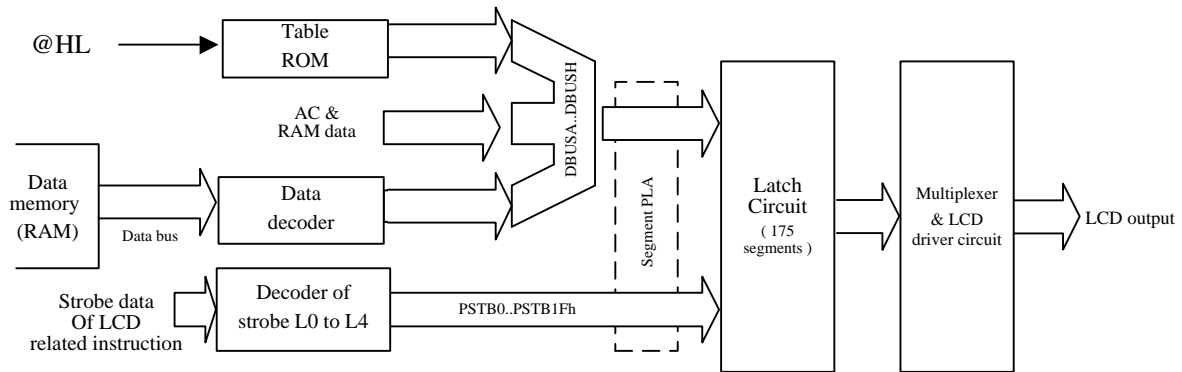 @HL
Table
ROM
AC &
RAM data
DBUSA..DBUSH
Data
memory
(RAM)
Data bus
Data
decoder
Segment PLA
Latch
Circuit
( 175
segments )
Multiplexer
& LCD
driver circuit
LCD output
Strobe data
Of LCD
related instruction
Decoder of
strobe L0 to L4
PSTB0..PSTB1Fh